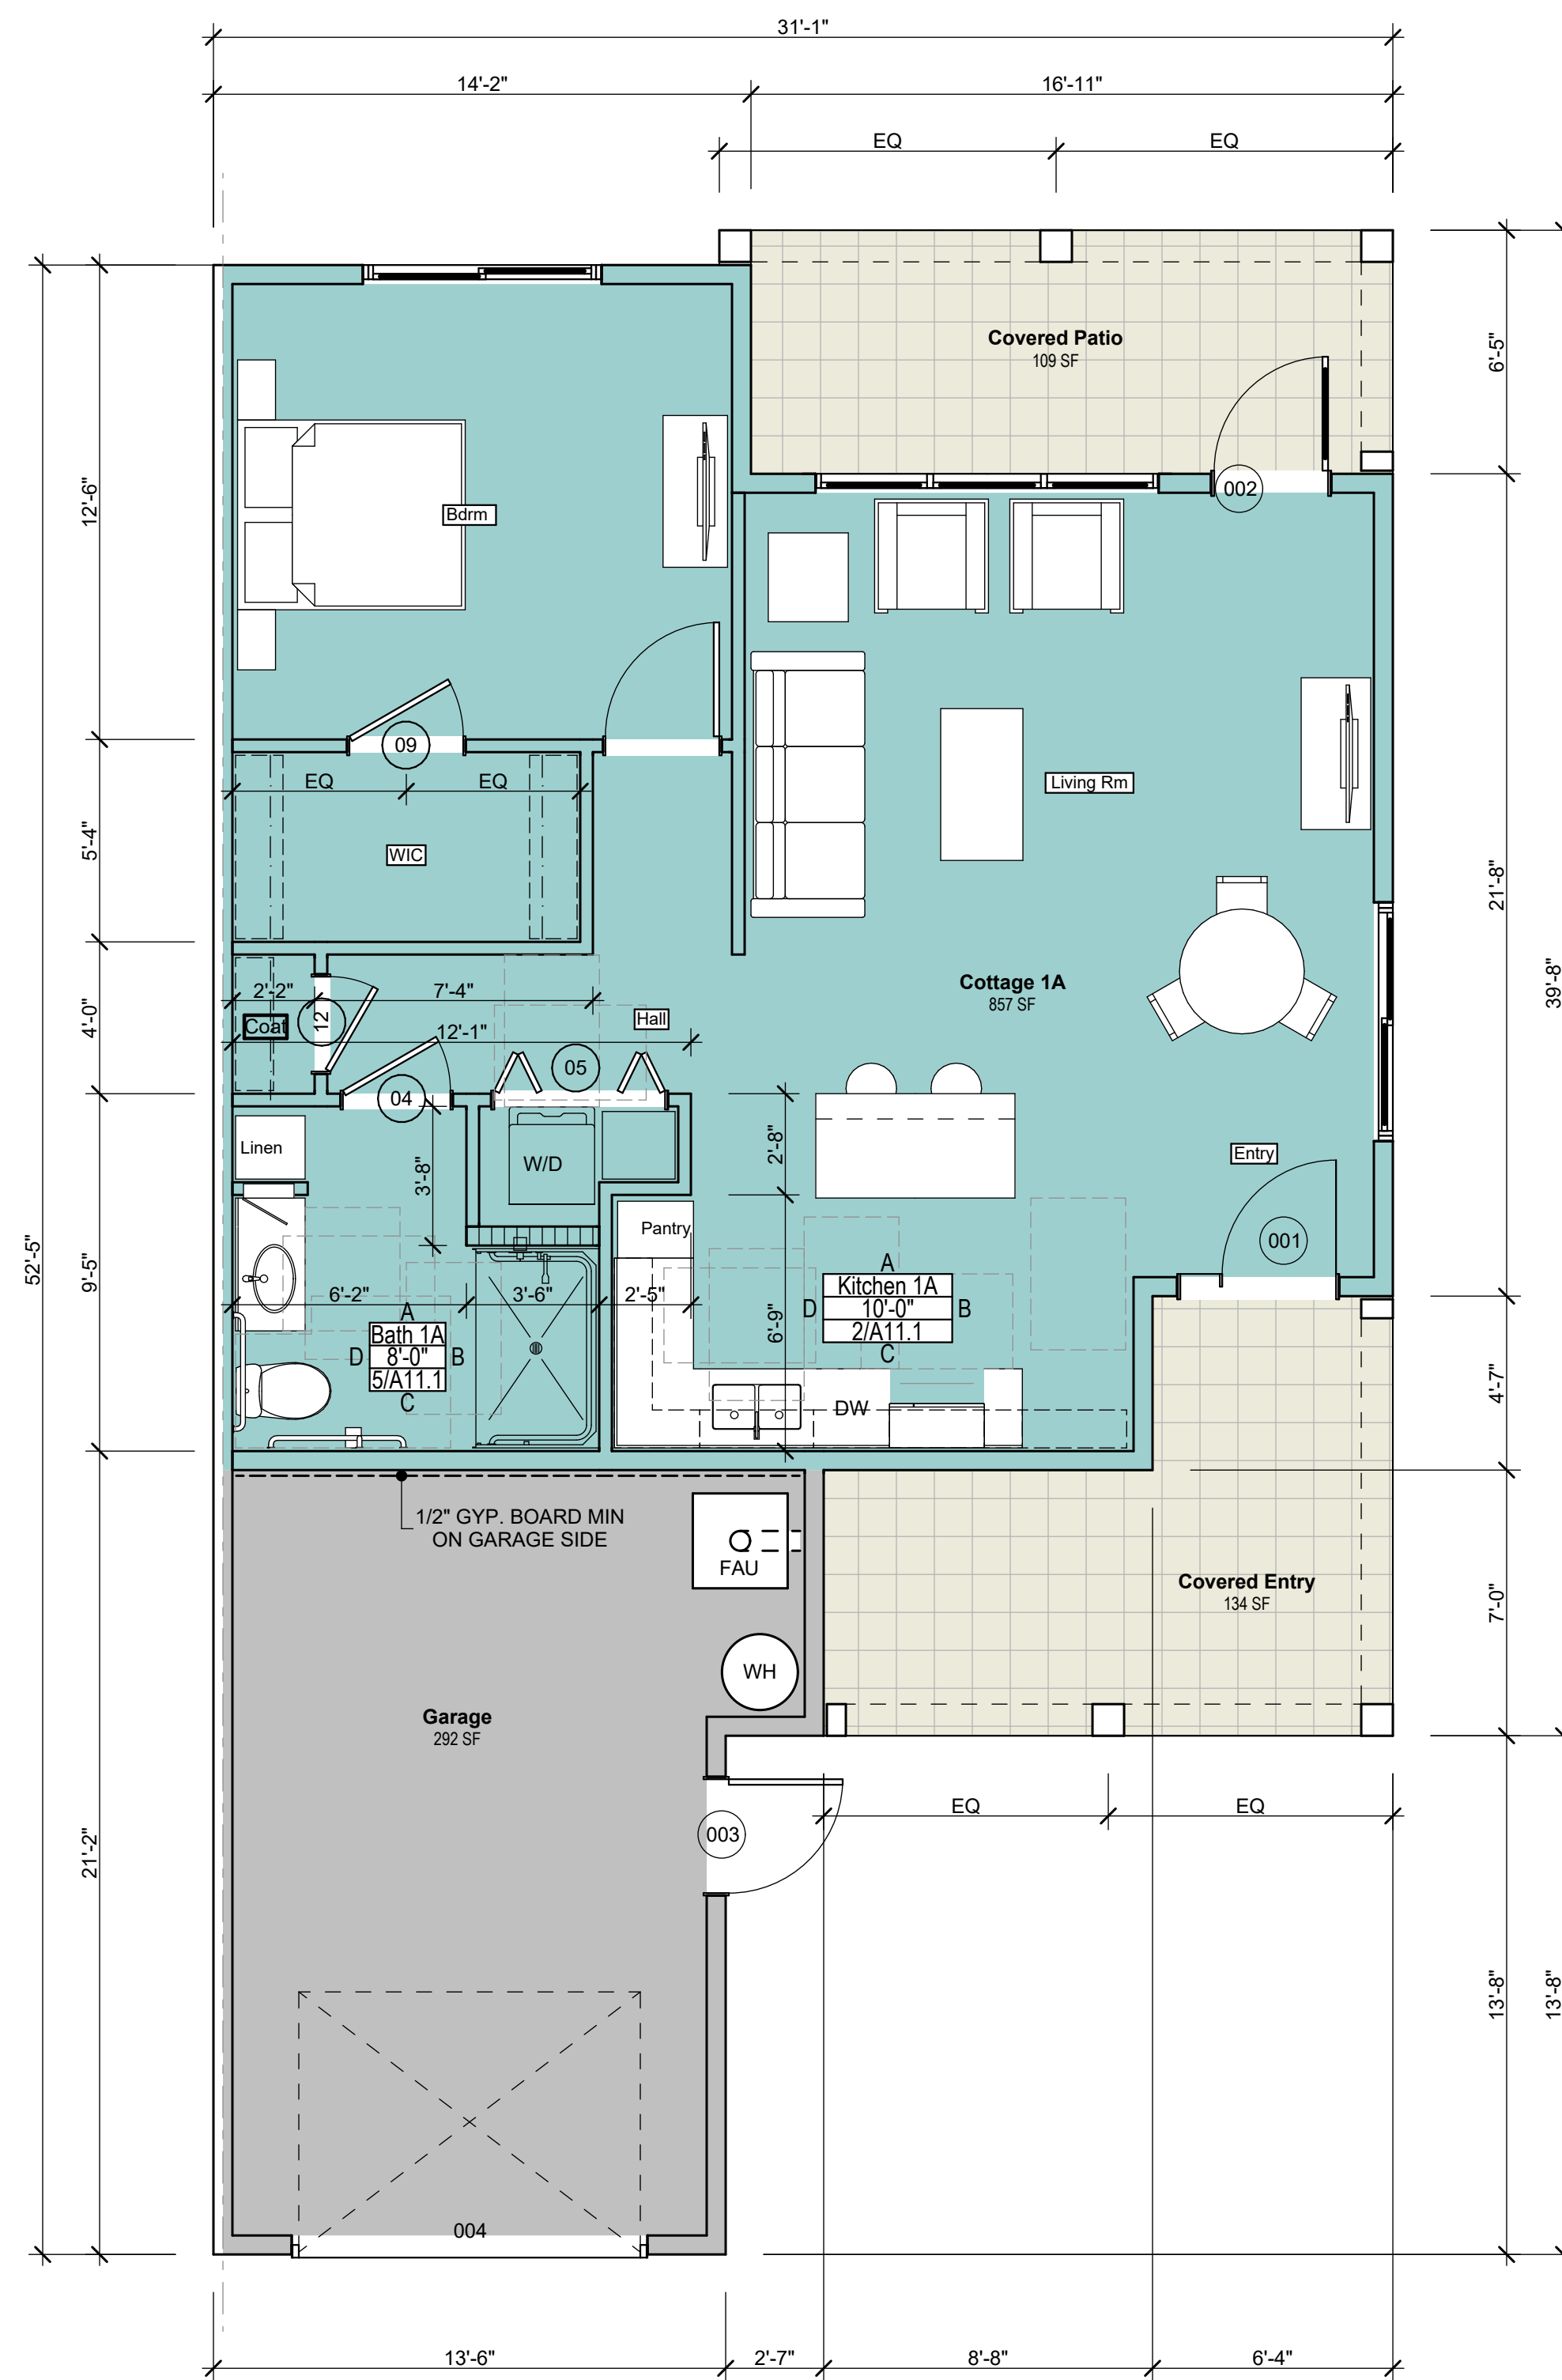 31'-1"
14'-2"
16'-11"
EQ
EQ
Covered Patio
109 SF
6'-5"
12'-6"
Bdrm
002
09
EQ
EQ
Living Rm
WIC
5'-4"
21'-8"
39'-8"
Cottage 1A
857 SF
2'-2"
7'-4"
Coat
12
Hall
12'-1"
4'-0"
05
04
Linen
W/D
3'-8"
2'-8"
Entry
Pantry
001
52'-5"
9'-5"
A
Kitchen 1A
D
10'-0"
B
2/A11.1
C
6'-2"
3'-6"
2'-5"
6'-9"
A
Bath 1A
D
8'-0"
B
5/A11.1
C
DW
4'-7"
1/2" GYP. BOARD MIN
ON GARAGE SIDE
FAU
Covered Entry
134 SF
7'-0"
WH
Garage
292 SF
EQ
EQ
003
21'-2"
13'-8"
13'-8"
004
13'-6"
2'-7"
8'-8"
6'-4"